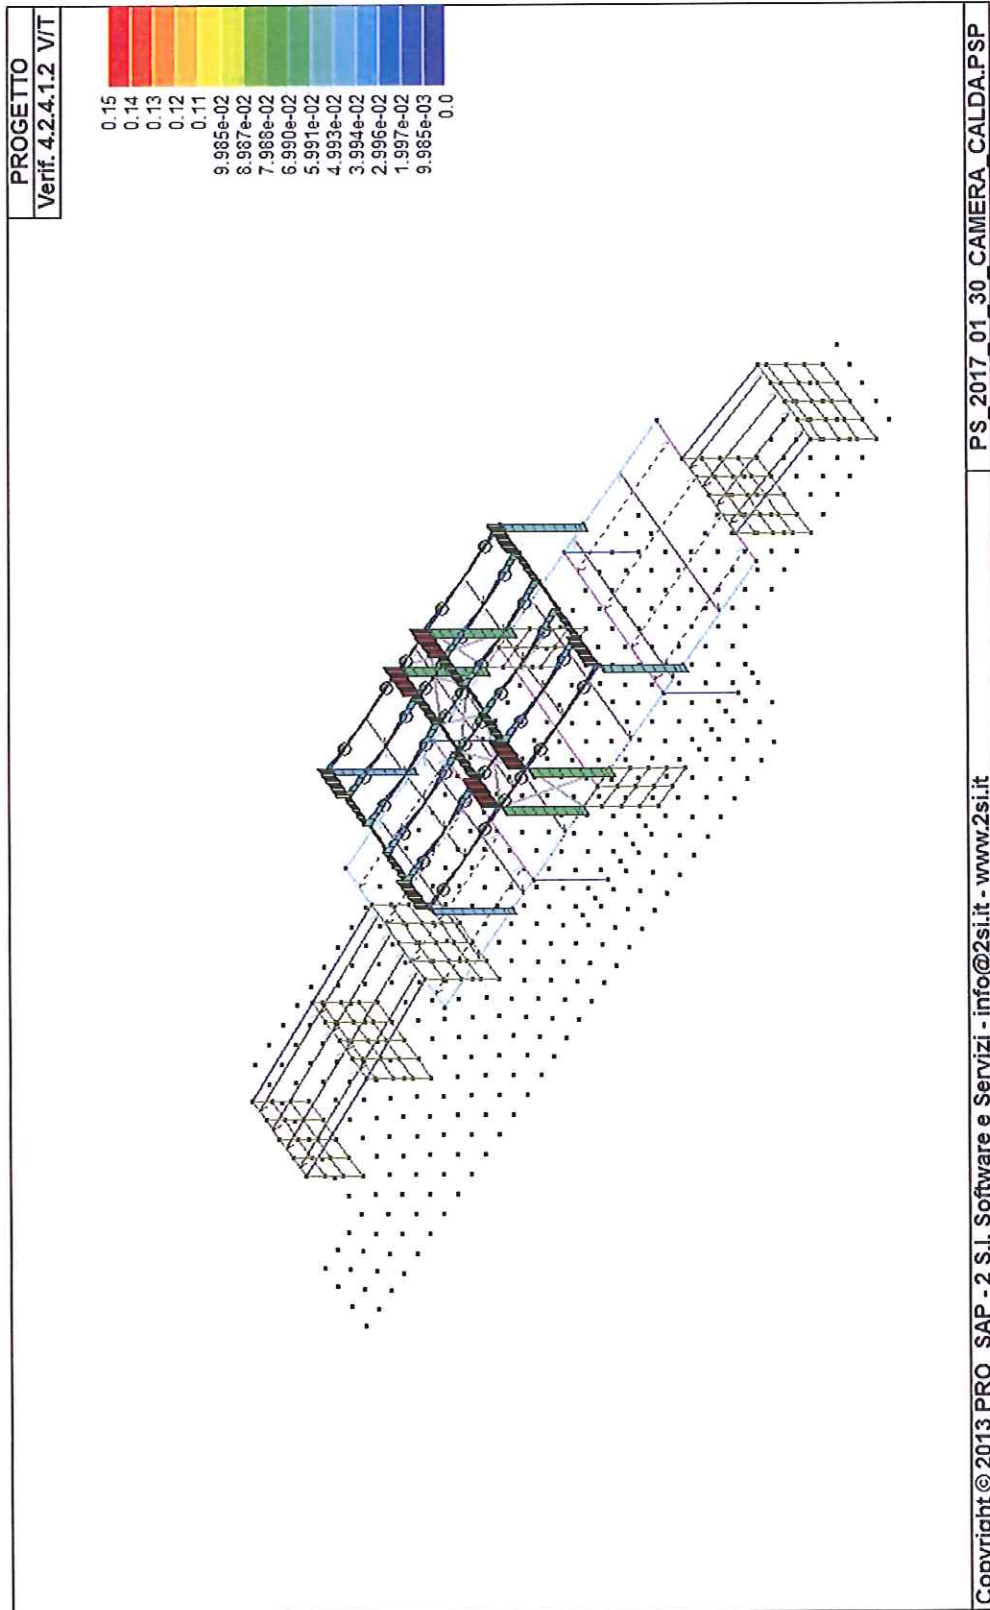 PROGETTO
Verif. 4.2.4.1.2 V/T
0.15
0.14
0.13
0.12
0.11
9.985e-02
8.987e-02
7.988e-02
6.990e-02
5.991e-02
4.993e-02
3.994e-02
2.996e-02
1.997e-02
9.985e-03
0.0
Copyright © 2013 PRO_SAP - 2 S.I. Software e Servizi - info@2si.it - www.2si.it
PS_2017_01_30_CAMERA_CALDA.PSP